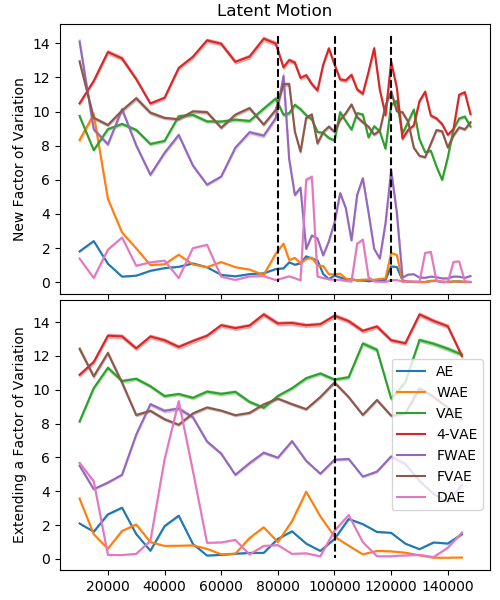 Latent Motion
New Factor of Variation
14
12
10
8
6
4
2
0
Extending a Factor of Variation
14
12
10
8
6
4
2
0
AE
WAE
VAE
4-VAE
FWAE
FVAE
DAE
20000 40000 60000 80000 100000 120000 140000